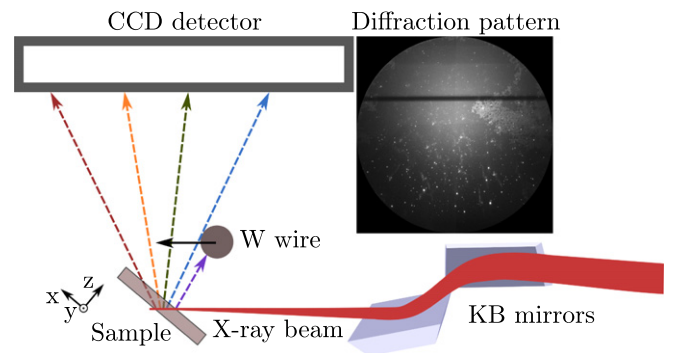 CCD detector
Diffraction pattern
W wire
z
x
y
Sample
X-ray beam
KB mirrors